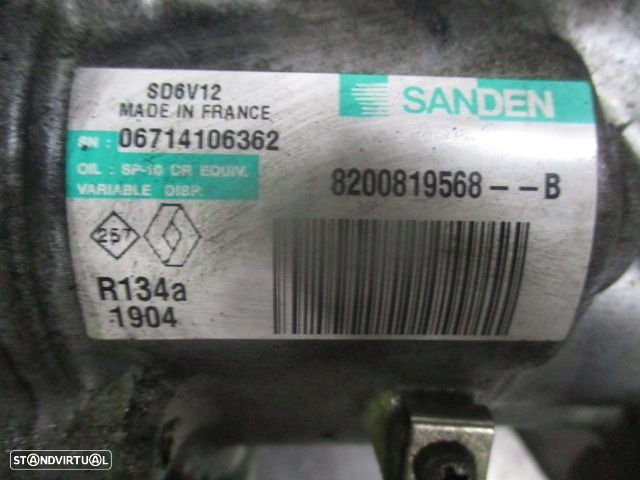 SD6V12
MADE IN FRANCE
SANDEN
SN : 06714106362
OIL : SP-10 OR EQUIV.
VARIABLE DISP.
8200819568--B
257
R134a
1904
STANDVIRTUAL